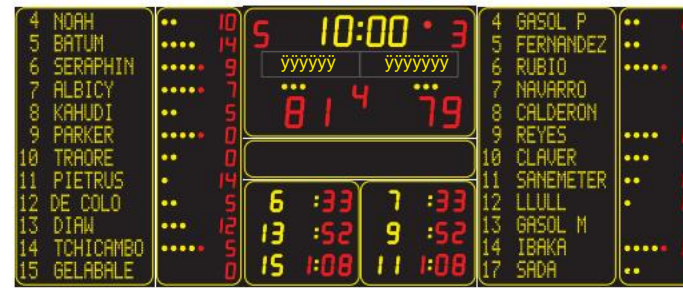 4 NOAH 10
5 BATUM 14
6 SERAPHIN 9
7 ALBICY 7
8 KAHUDI 5
9 PARKER 0
10 TRAORE 0
11 PIETRUS 14
12 DE COLO 5
13 DIAW 12
14 TCHICAMBO 5
15 GELABALE 0
5 10:00 3
ÿÿÿÿÿÿ ÿÿÿÿÿÿÿ
81 4 79
6 :33 7 :33
13 :52 9 :52
15 1:08 11 1:08
4 GASOL P
5 FERNANDEZ
6 RUBIO
7 NAVARRO
8 CALDERON
9 REYES
10 CLAVER
11 SANEMETER
12 LLULL
13 GASOL M
14 IBAKA
17 SADA